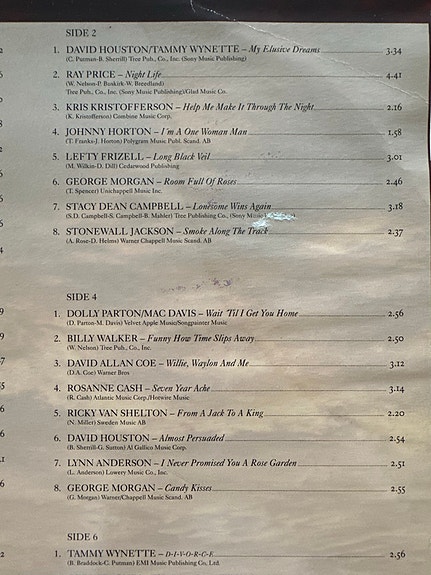 SIDE 2
1. DAVID HOUSTON/TAMMY WYNETTE – My Elusive Dreams 3.34
(C. Putman-B. Sherrill) Tree Pub., Co., Inc. (Sony Music Publishing)
2. RAY PRICE – Night Life 4.41
(W. Nelson-P. Buskirk-W. Breedland)
Tree Pub., Co., Inc. (Sony Music Publishing)/Glad Music Co.
3. KRIS KRISTOFFERSON – Help Me Make It Through The Night 2.16
(K. Kristofferson) Combine Music Corp.
4. JOHNNY HORTON – I'm A One Woman Man 1.58
(T. Franks-J. Horton) Polygram Music Publ. Scand. AB
5. LEFTY FRIZELL – Long Black Veil 3.01
(M. Wilkin-D. Dill) Cedarwood Publishing
6. GEORGE MORGAN – Room Full Of Roses 2.46
(T. Spencer) Unichappell Music Inc.
7. STACY DEAN CAMPBELL – Lonesome Wins Again 3.18
(S.D. Campbell-S. Campbell-B. Mahler) Tree Publishing Co., (Sony Music
8. STONEWALL JACKSON – Smoke Along The Track 2.37
(A. Rose-D. Helms) Warner Chappell Music Scand. AB
SIDE 4
1. DOLLY PARTON/MAC DAVIS – Wait 'Til I Get You Home 2.56
(D. Parton-M. Davis) Velvet Apple Music/Songpainter Music
2. BILLY WALKER – Funny How Time Slips Away 2.50
(W. Nelson) Tree Pub., Co., Inc.
3. DAVID ALLAN COE – Willie, Waylon And Me 3.12
(D.A. Coe) Warner Bros
4. ROSANNE CASH – Seven Year Ache 3.14
(R. Cash) Atlantic Music Corp./Hotwire Music
5. RICKY VAN SHELTON – From A Jack To A King 2.20
(N. Miller) Sweden Music AB
6. DAVID HOUSTON – Almost Persuaded 2.54
(B. Sherrill-G. Sutton) Al Gallico Music Corp.
7. LYNN ANDERSON – I Never Promised You A Rose Garden 2.51
(L. Anderson) Lowery Music Co., Inc.
8. GEORGE MORGAN – Candy Kisses 2.55
(G. Morgan) Warner/Chappell Music Scand. AB
SIDE 6
1. TAMMY WYNETTE – D-I-V-O-R-C-E 2.56
(B. Braddock-C. Putman) EMI Music Publishing Co, Ltd.